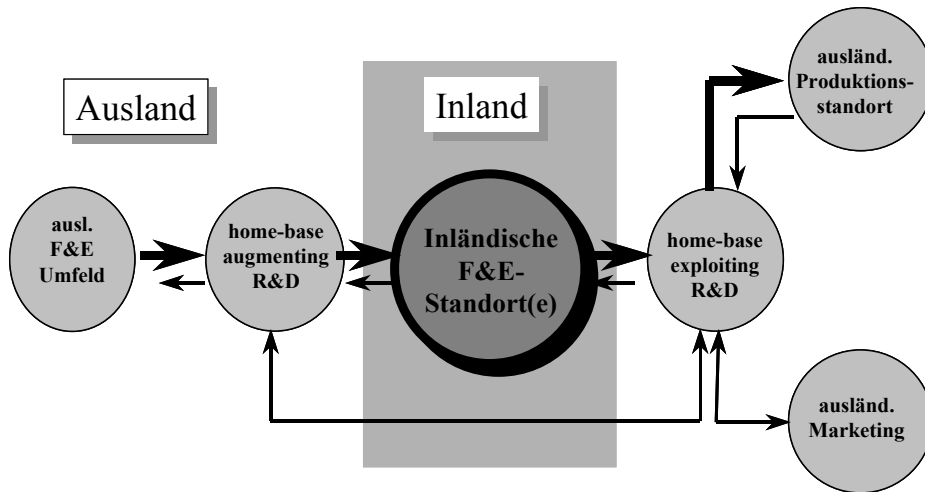 Ausland
Inland
ausl.
F&E
Umfeld
home-base
augmenting
R&D
Inländische
F&E-
Standort(e)
home-base
exploiting
R&D
ausländ.
Produktions-
standort
ausländ.
Marketing